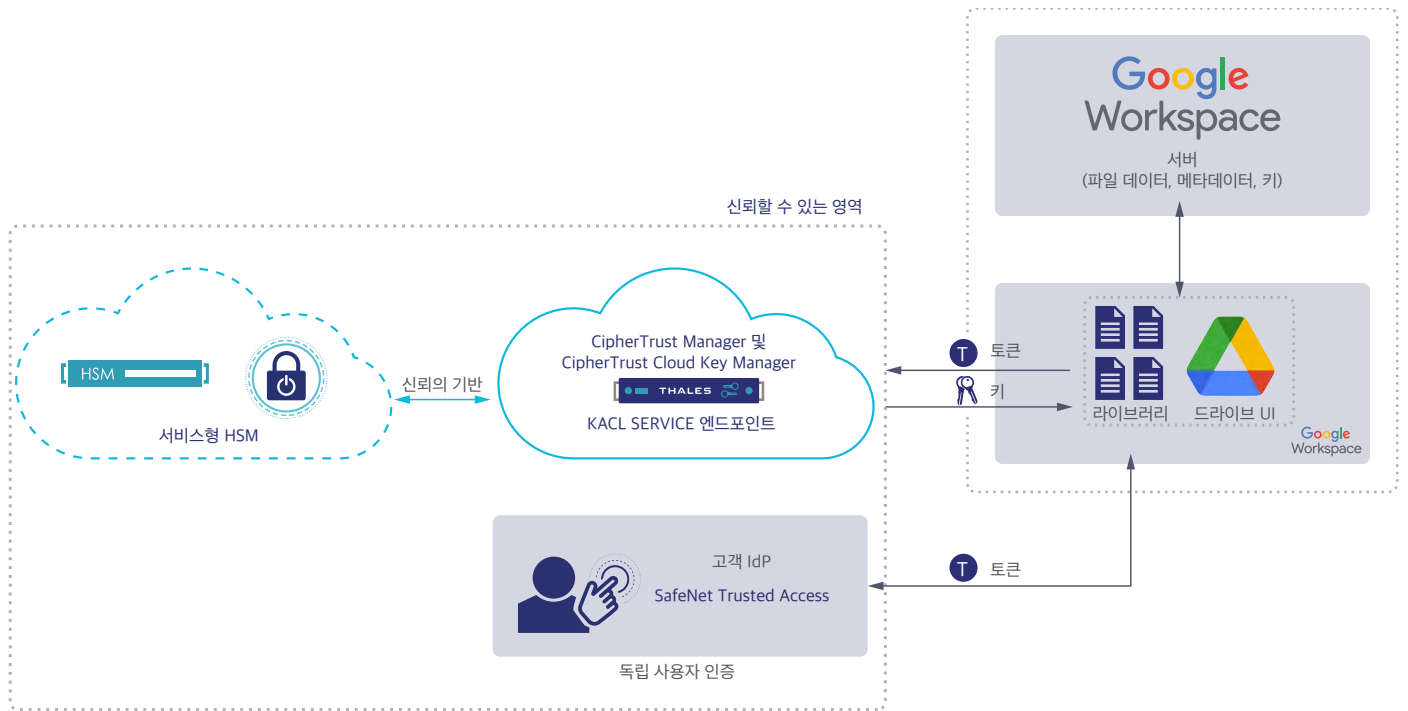 Google
Workspace
서버
(파일 데이터, 메타데이터, 키)
신뢰할 수 있는 영역
HSM
서비스형 HSM
신뢰의 기반
CipherTrust Manager 및
CipherTrust Cloud Key Manager
THALES
KACL SERVICE 엔드포인트
T 토큰
키
라이브러리
드라이브 UI
Google
Workspace
고객 IdP
SafeNet Trusted Access
T 토큰
독립 사용자 인증